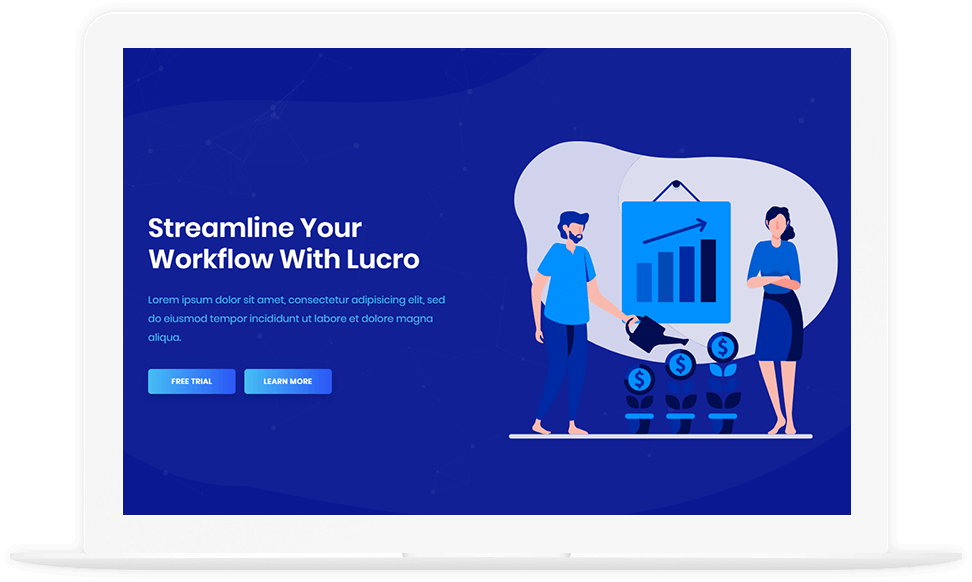 Streamline Your
Workflow With Lucro
Lorem ipsum dolor sit amet, consectetur adipisicing elit, sed
do eiusmod tempor incididunt ut labore et dolore magna
aliqua.
FREE TRIAL
LEARN MORE
$
$
$